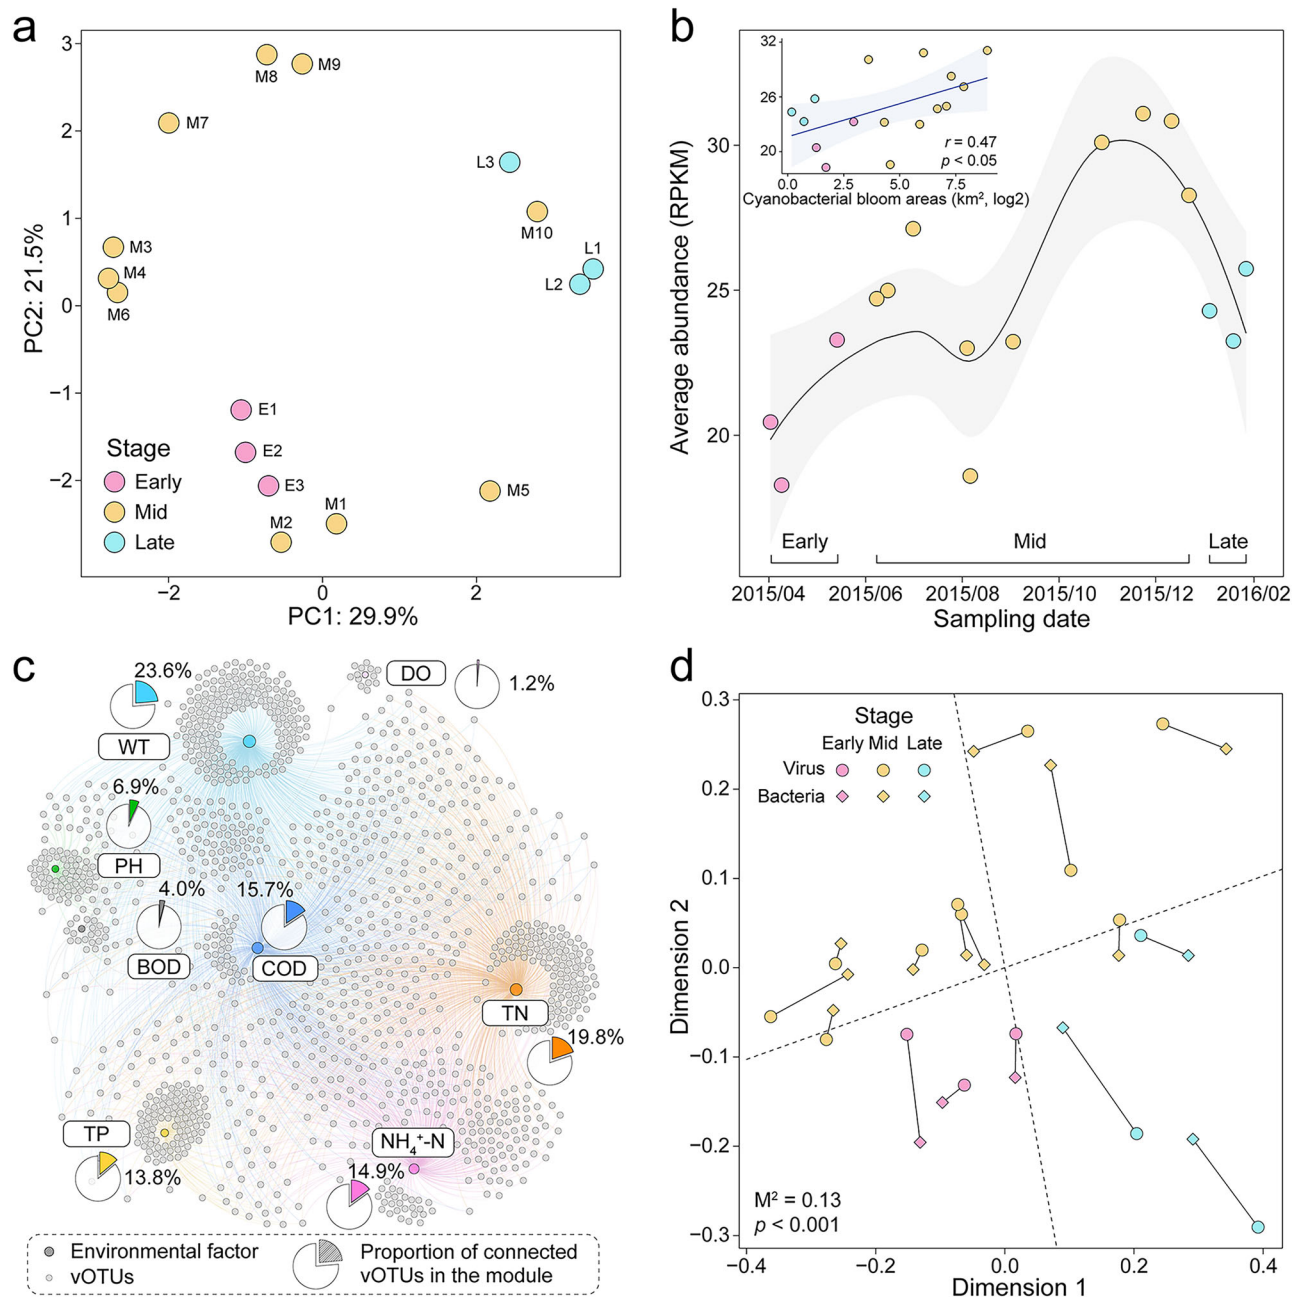 a
3
2
1
0
−1
−2
PC2: 21.5%
M8
M9
M7
L3
M10
L1
L2
M3
M4
M6
E1
E2
E3
M1
M2
M5
Stage
Early
Mid
Late
−2
0
2
PC1: 29.9%
b
32
26
20
r = 0.47
p < 0.05
0.0
2.5
5.0
7.5
Cyanobacterial bloom areas (km², log2)
30
25
20
Average abundance (RPKM)
Early
Mid
Late
2015/04
2015/06
2015/08
2015/10
2015/12
2016/02
Sampling date
c
23.6%
WT
DO
1.2%
6.9%
PH
4.0%
BOD
15.7%
COD
TN
19.8%
TP
13.8%
NH₄⁺-N
14.9%
Environmental factor
vOTUs
Proportion of connected
vOTUs in the module
d
0.3
0.2
0.1
0.0
−0.1
−0.2
−0.3
Dimension 2
Stage
Early Mid Late
Virus
Bacteria
M² = 0.13
p < 0.001
−0.4
−0.2
0.0
0.2
0.4
Dimension 1